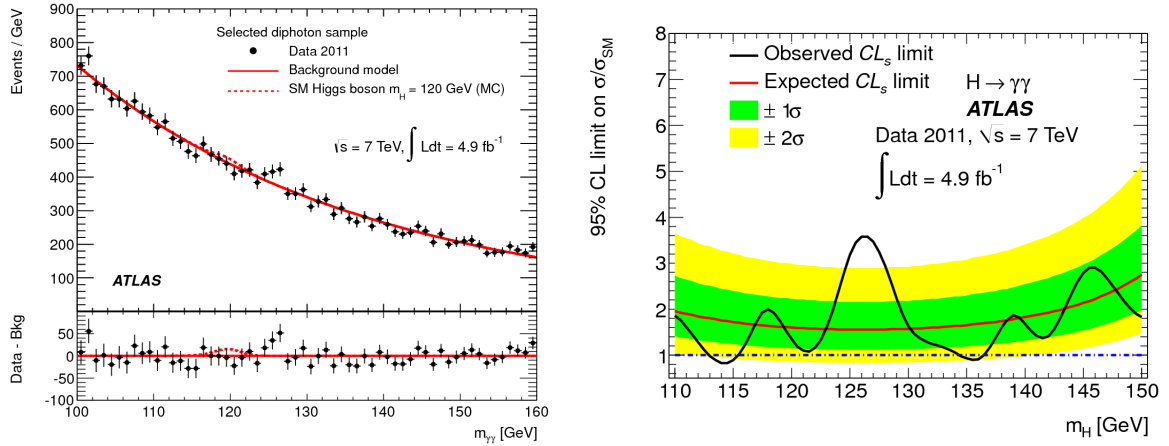 Events / GeV
900
800
700
600
500
400
300
200
100
Selected diphoton sample
Data 2011
Background model
SM Higgs boson m_H = 120 GeV (MC)
√s = 7 TeV, ∫ Ldt = 4.9 fb⁻¹
ATLAS
Data - Bkg
50
0
-50
-100
100 110 120 130 140 150 160
m_γγ [GeV]
95% CL limit on σ/σ_SM
8
7
6
5
4
3
2
1
Observed CL_s limit
Expected CL_s limit
± 1σ
± 2σ
H → γγ
ATLAS
Data 2011, √s = 7 TeV
∫ Ldt = 4.9 fb⁻¹
110 115 120 125 130 135 140 145 150
m_H [GeV]